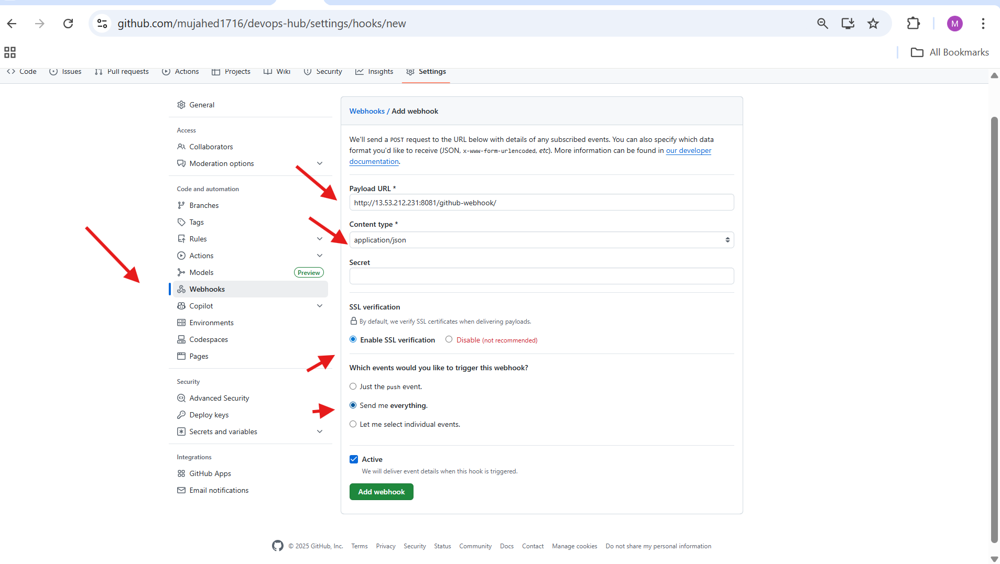 github.com/mujahed1716/devops-hub/settings/hooks/new
M
All Bookmarks
Code Issues Pull requests Actions Projects Wiki Security Insights Settings
General
Access
Collaborators
Moderation options
Code and automation
Branches
Tags
Rules
Actions
Models Preview
Webhooks
Copilot
Environments
Codespaces
Pages
Security
Advanced Security
Deploy keys
Secrets and variables
Integrations
GitHub Apps
Email notifications
Webhooks / Add webhook
We'll send a POST request to the URL below with details of any subscribed events. You can also specify which data
format you'd like to receive (JSON, x-www-form-urlencoded, etc). More information can be found in our developer
documentation.
Payload URL *
http://13.53.212.231:8081/github-webhook/
Content type *
application/json
Secret
SSL verification
By default, we verify SSL certificates when delivering payloads.
Enable SSL verification Disable (not recommended)
Which events would you like to trigger this webhook?
Just the push event.
Send me everything.
Let me select individual events.
Active
We will deliver event details when this hook is triggered.
Add webhook
© 2025 GitHub, Inc. Terms Privacy Security Status Community Docs Contact Manage cookies Do not share my personal information